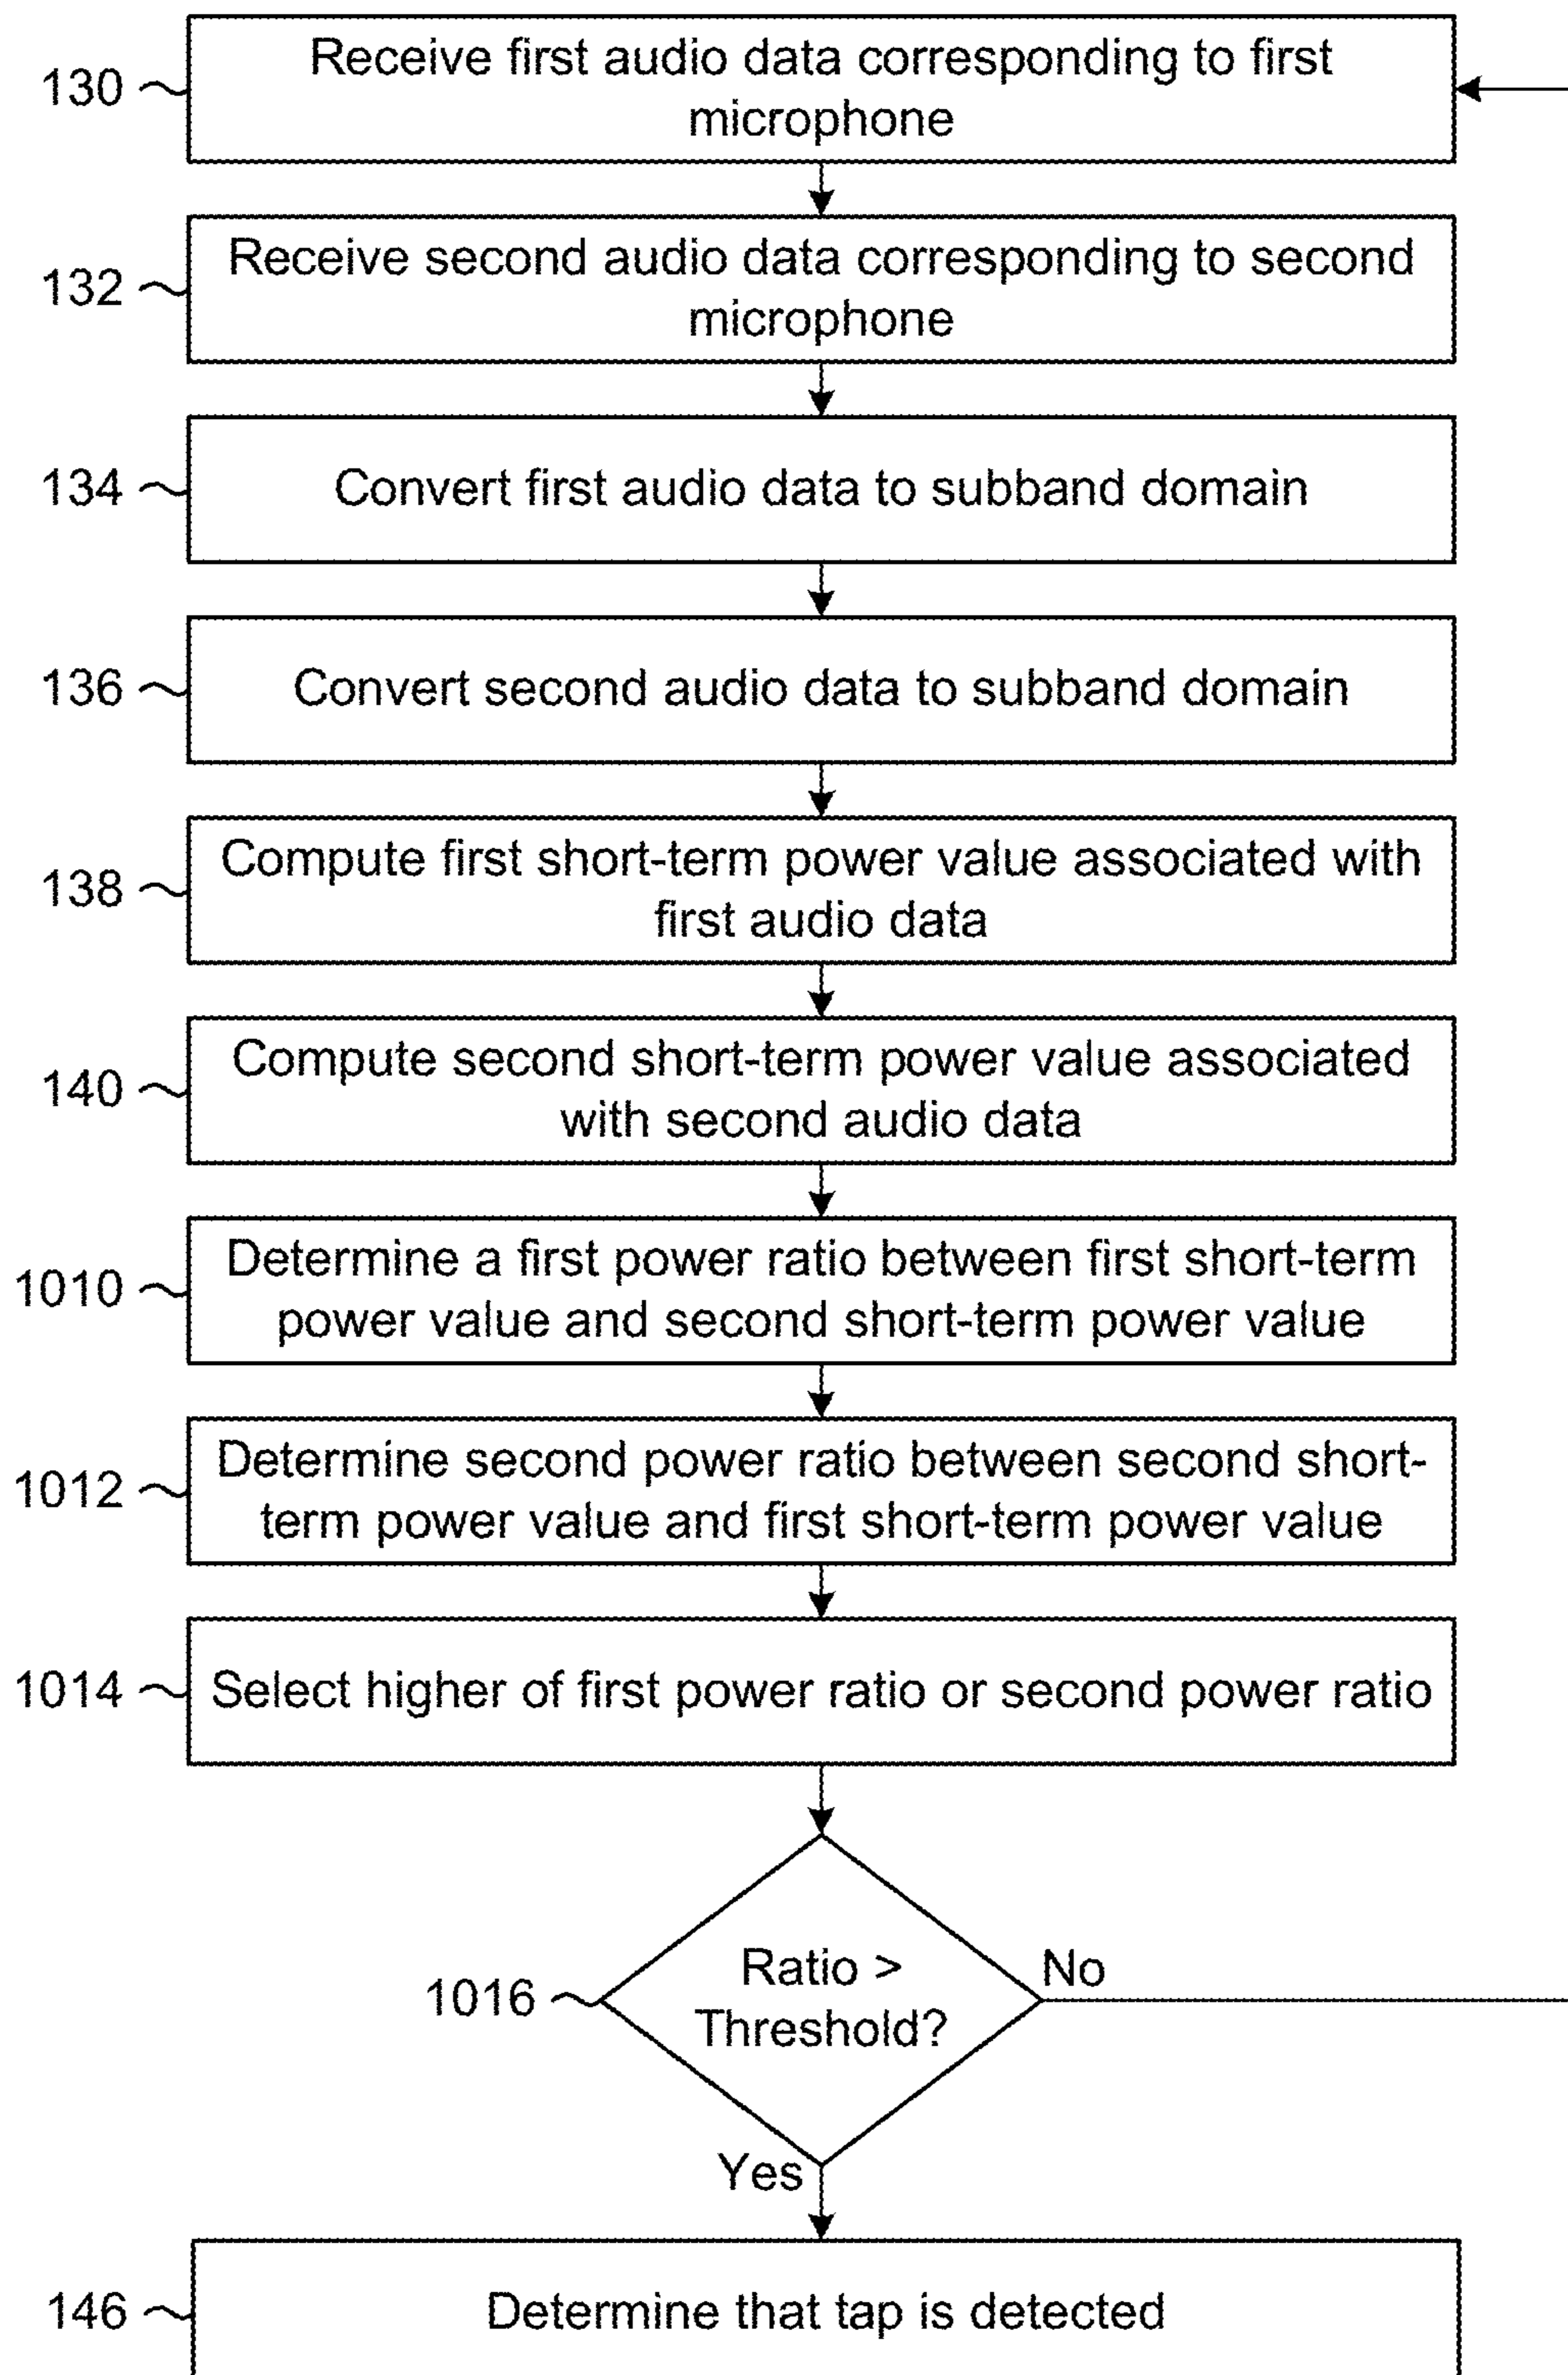 130
Receive first audio data corresponding to first
microphone
132
Receive second audio data corresponding to second
microphone
134
Convert first audio data to subband domain
136
Convert second audio data to subband domain
138
Compute first short-term power value associated with
first audio data
140
Compute second short-term power value associated
with second audio data
1010
Determine a first power ratio between first short-term
power value and second short-term power value
1012
Determine second power ratio between second short-
term power value and first short-term power value
1014
Select higher of first power ratio or second power ratio
1016
Ratio >
Threshold?
No
Yes
146
Determine that tap is detected